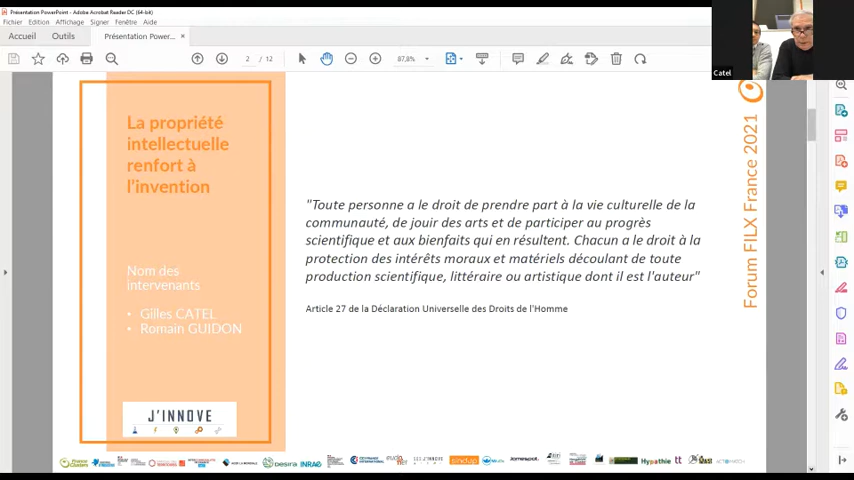 Présentation PowerPoint - Adobe Acrobat Reader DC (64-bit)
Fichier Edition Affichage Signer Fenêtre Aide
Accueil Outils Présentation Power... ×
2 / 12 87,8%
Catel
La propriété
intellectuelle
renfort à
l'invention
Nom des
intervenants
• Gilles CATEL
• Romain GUIDON
J'INNOVE
"Toute personne a le droit de prendre part à la vie culturelle de la
communauté, de jouir des arts et de participer au progrès
scientifique et aux bienfaits qui en résultent. Chacun a le droit à la
protection des intérêts moraux et matériels découlant de toute
production scientifique, littéraire ou artistique dont il est l'auteur"
Article 27 de la Déclaration Universelle des Droits de l'Homme
Forum FILX France 2021
desira INRAE
Hypathie tt